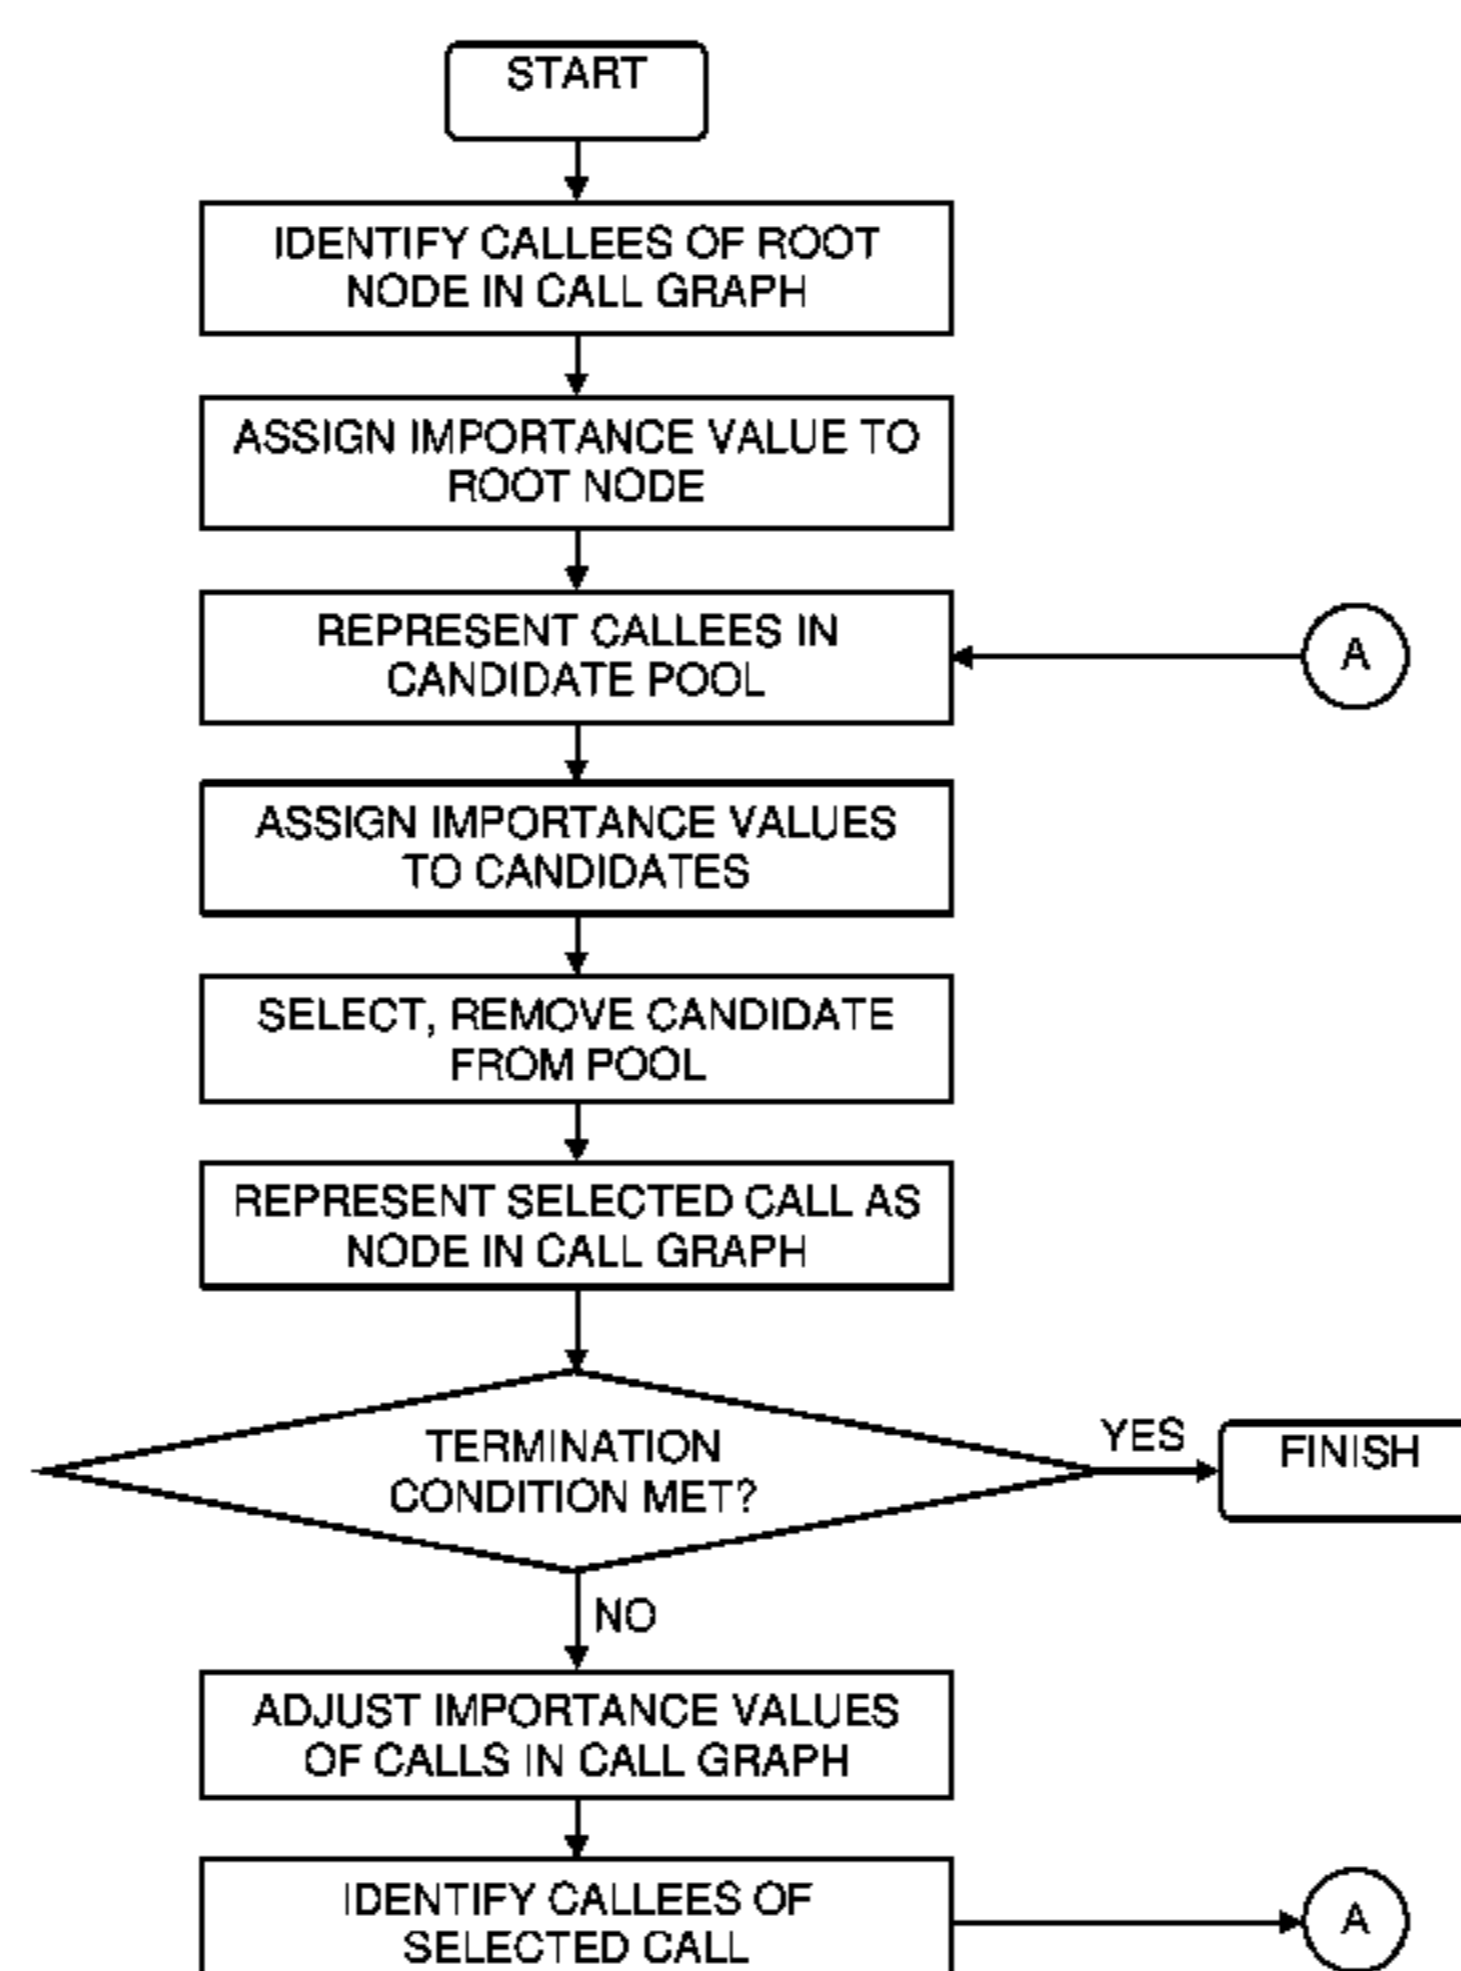 START
IDENTIFY CALLEES OF ROOT
NODE IN CALL GRAPH
ASSIGN IMPORTANCE VALUE TO
ROOT NODE
REPRESENT CALLEES IN
CANDIDATE POOL
A
ASSIGN IMPORTANCE VALUES
TO CANDIDATES
SELECT, REMOVE CANDIDATE
FROM POOL
REPRESENT SELECTED CALL AS
NODE IN CALL GRAPH
TERMINATION
CONDITION MET?
YES
FINISH
NO
ADJUST IMPORTANCE VALUES
OF CALLS IN CALL GRAPH
IDENTIFY CALLEES OF
SELECTED CALL
A